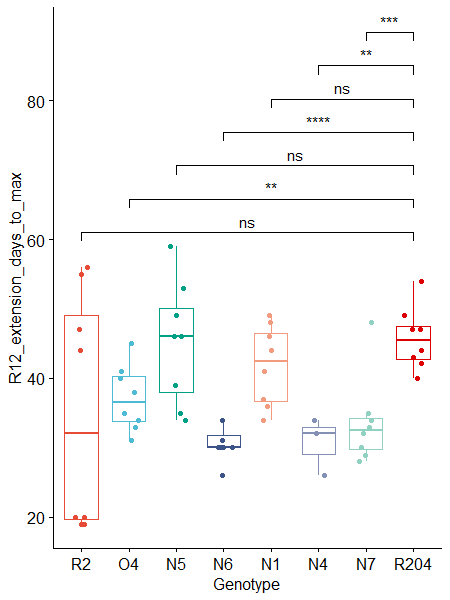 ***
**
ns
****
ns
**
ns
80
60
40
20
R12_extension_days_to_max
R2 O4 N5 N6 N1 N4 N7 R204
Genotype